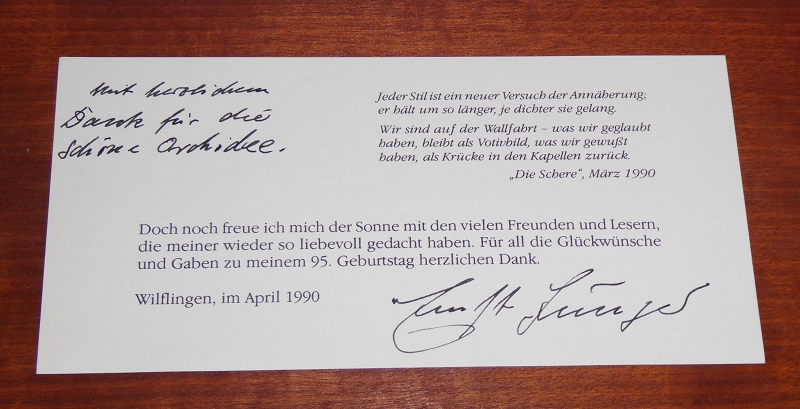 Mit herzlichem
Dank für die
schöne Orchidee.
Jeder Stil ist ein neuer Versuch der Annäherung;
er hält um so länger, je dichter sie gelang.
Wir sind auf der Wallfahrt – was wir geglaubt
haben, bleibt als Votivbild, was wir gewußt
haben, als Krücke in den Kapellen zurück.
„Die Schere“, März 1990
Doch noch freue ich mich der Sonne mit den vielen Freunden und Lesern,
die meiner wieder so liebevoll gedacht haben. Für all die Glückwünsche
und Gaben zu meinem 95. Geburtstag herzlichen Dank.
Wilflingen, im April 1990
Ernst Jünger